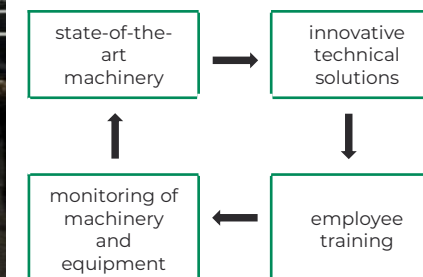 state-of-the-
art
machinery
innovative
technical
solutions
monitoring of
machinery
and
equipment
employee
training